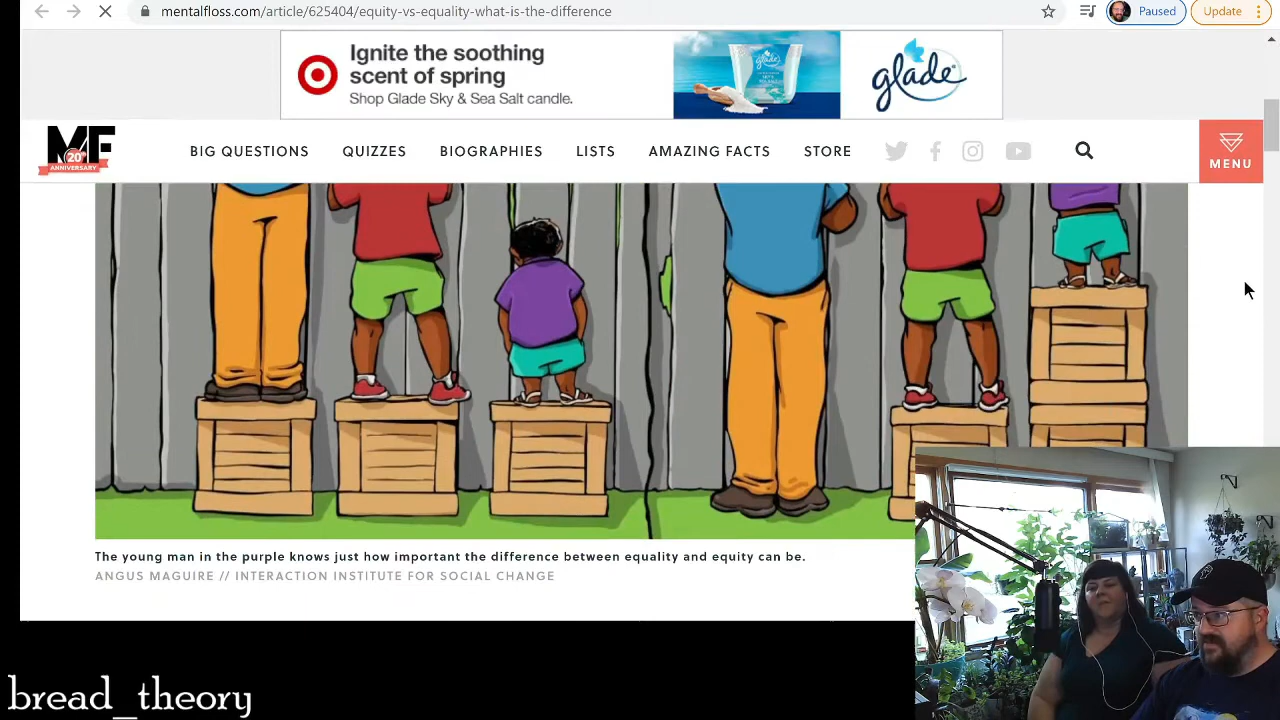 mentalfloss.com/article/625404/equity-vs-equality-what-is-the-difference
Paused
Update
Ignite the soothing
scent of spring
Shop Glade Sky & Sea Salt candle.
glade
glade
MF
20th
ANNIVERSARY
BIG QUESTIONS
QUIZZES
BIOGRAPHIES
LISTS
AMAZING FACTS
STORE
MENU
The young man in the purple knows just how important the difference between equality and equity can be.
ANGUS MAGUIRE // INTERACTION INSTITUTE FOR SOCIAL CHANGE
bread_theory